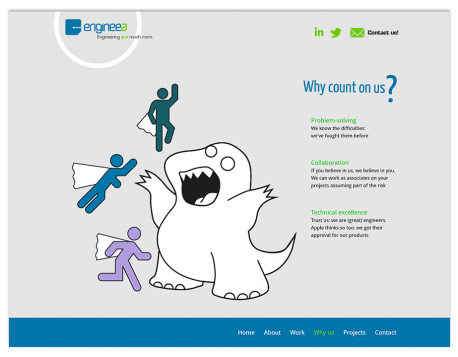 engineea
Engineering and much more
Contact us!
Why count on us?
Problem-solving
We know the difficulties:
we've fought them before
Collaboration
If you believe in us, we believe in you.
We can work as associates on your
projects assuming part of the risk
Technical excellence
Trust us: we are (great) engineers.
Apple thinks so too: we got their
approval for our products
Home About Work Why us Projects Contact